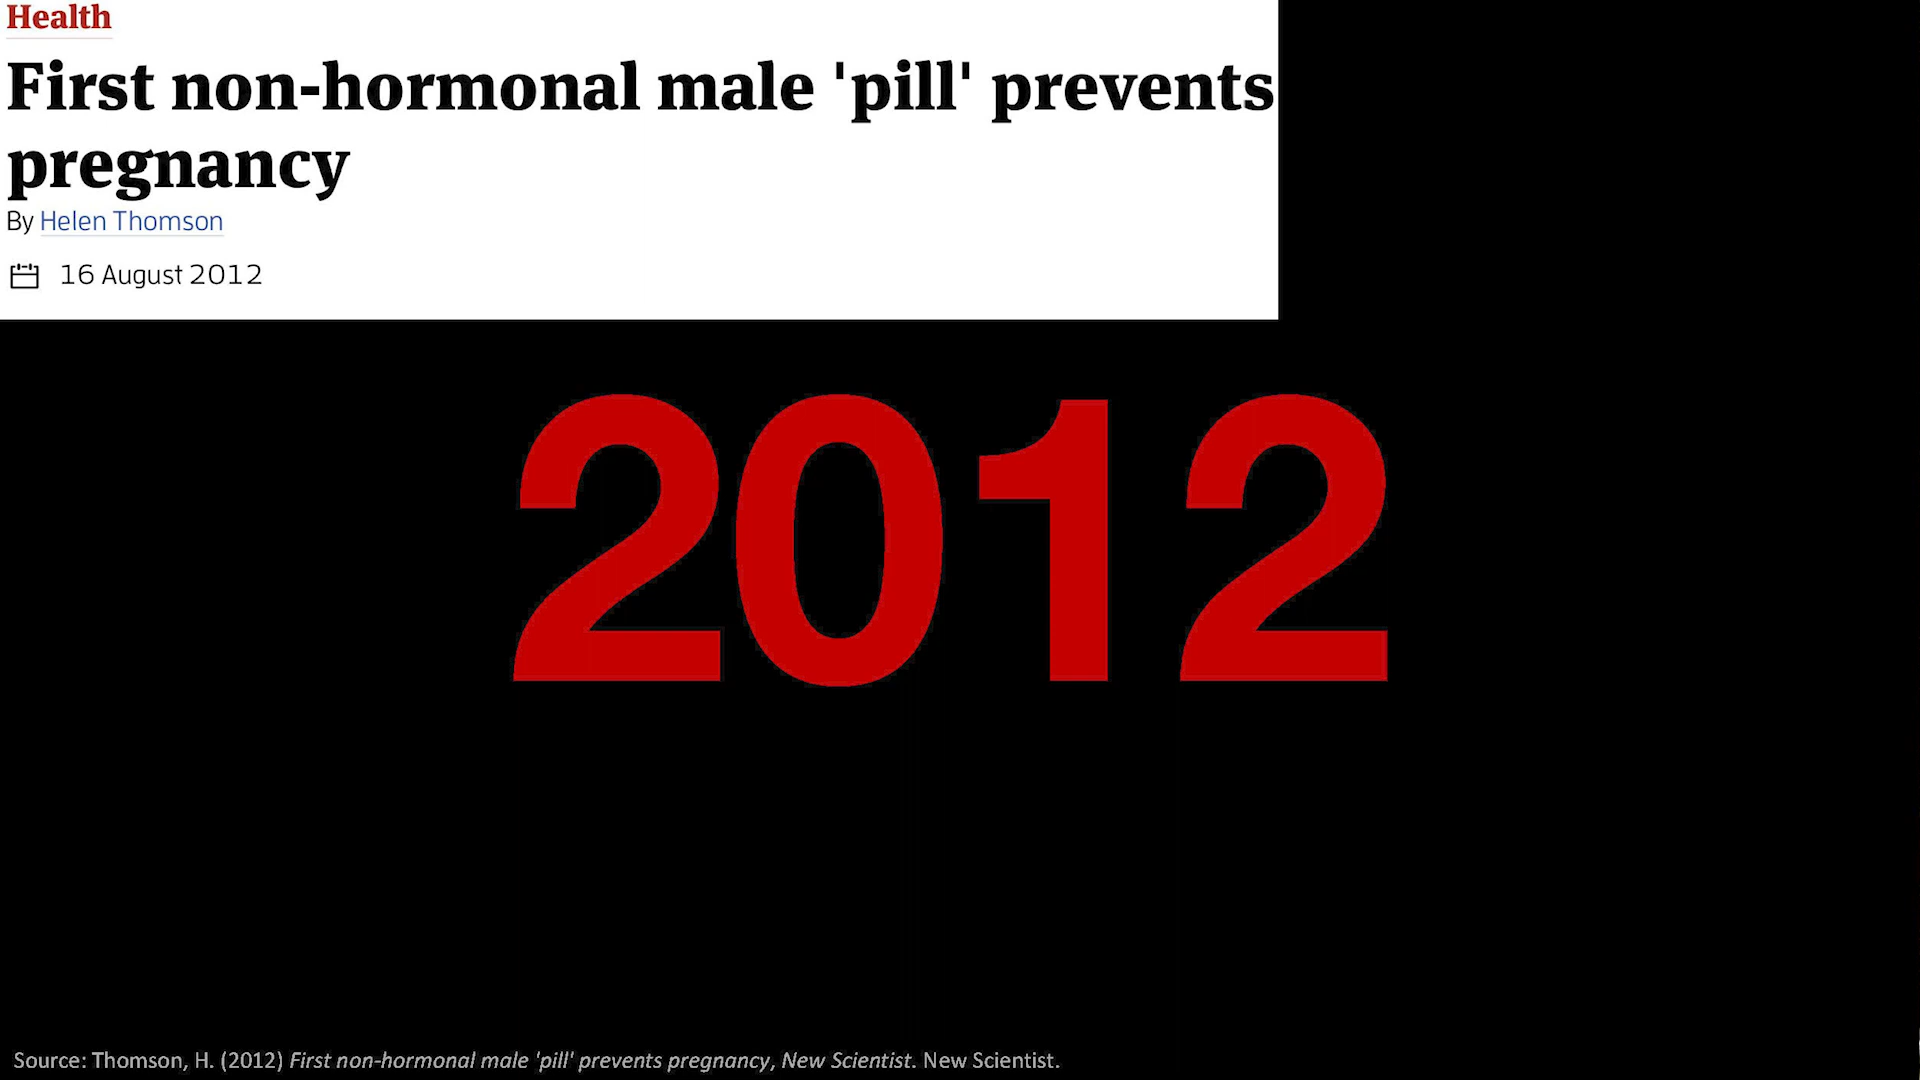 Health
First non-hormonal male 'pill' prevents
pregnancy
By Helen Thomson
16 August 2012
2012
Source: Thomson, H. (2012) First non-hormonal male 'pill' prevents pregnancy, New Scientist. New Scientist.